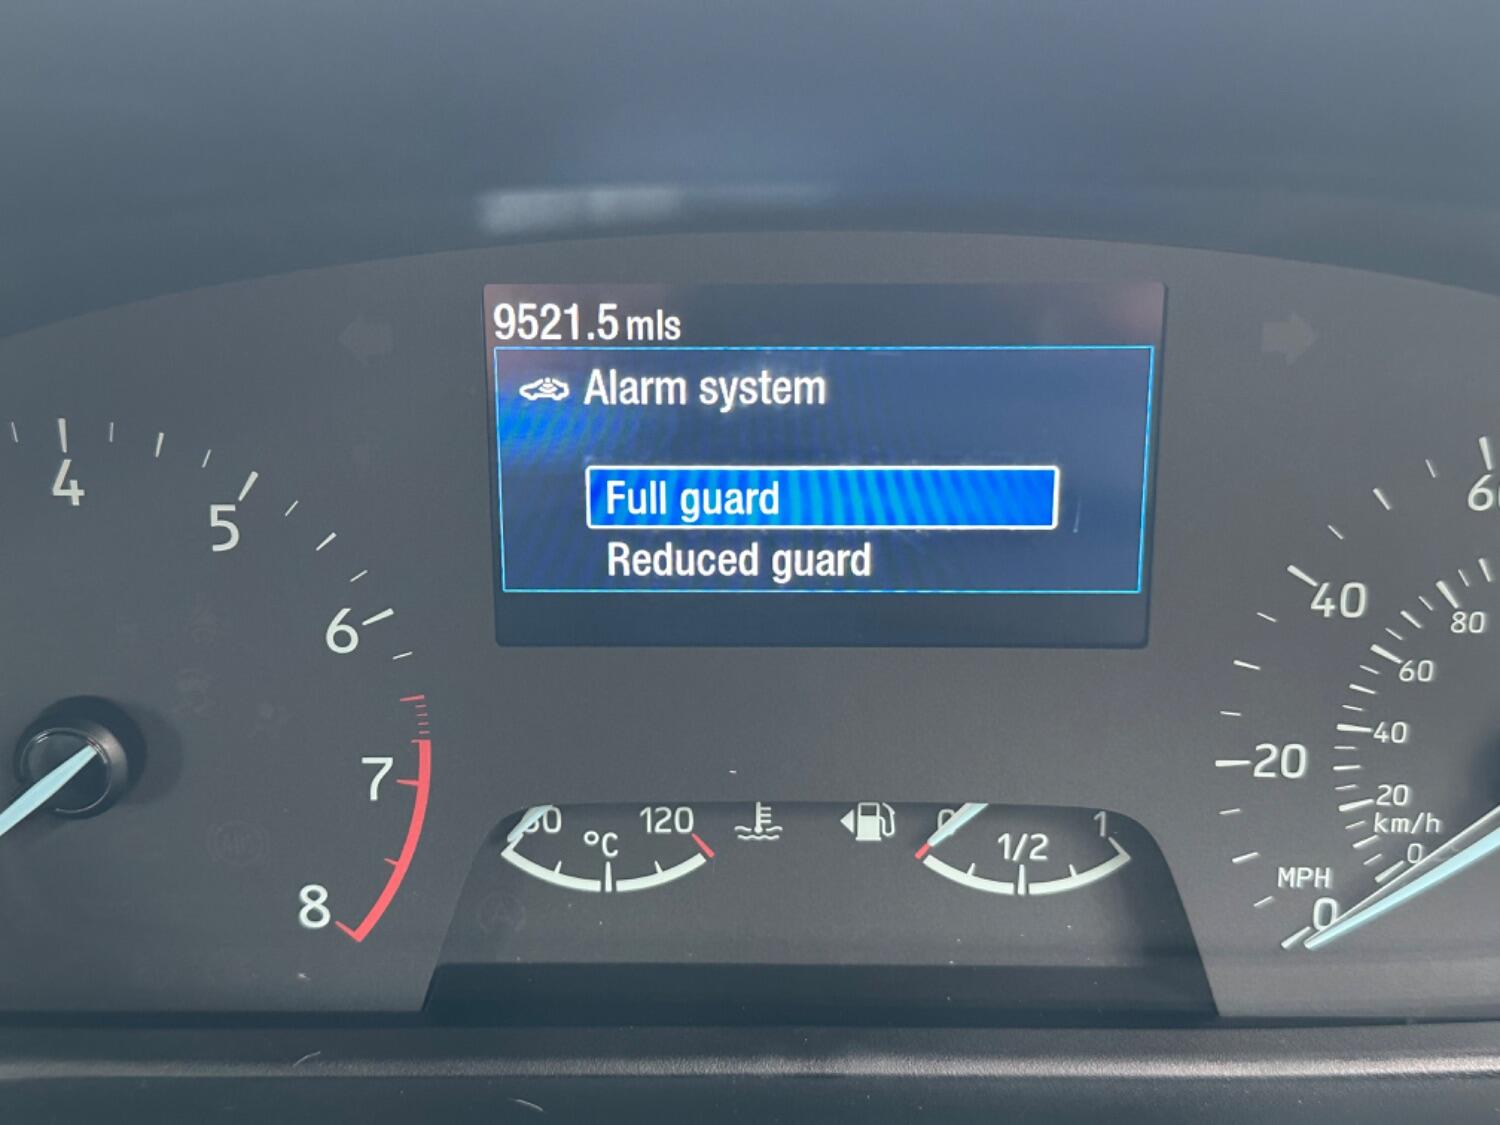 9521.5 mls
Alarm system
Full guard
Reduced guard
4
5
6
7
8
120
°C
1/2
1
40
20
MPH
0
80
60
40
20
km/h
0